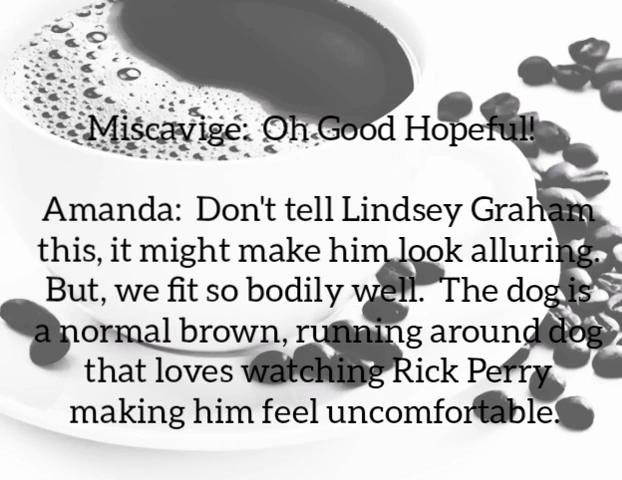 Miscavige:  Oh Good Hopeful!
Amanda:  Don't tell Lindsey Graham
this, it might make him look alluring.
But, we fit so bodily well.  The dog is
a normal brown, running around dog
that loves watching Rick Perry
making him feel uncomfortable.